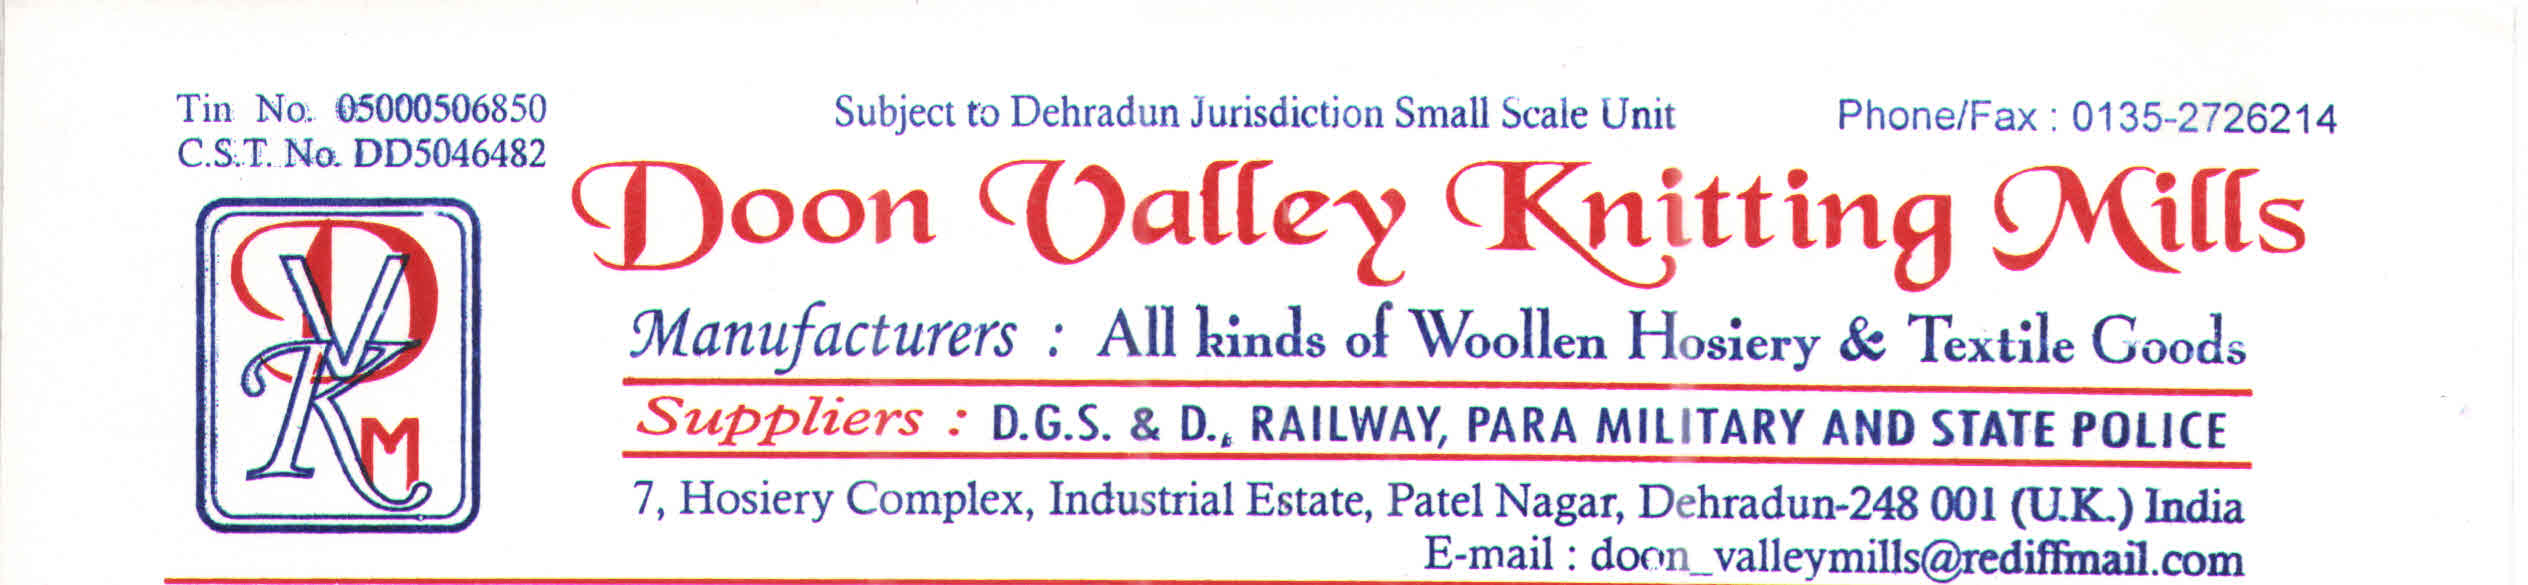 Tin No. 05000506850
Subject to Dehradun Jurisdiction Small Scale Unit
Phone/Fax : 0135-2726214
C.S.T. No. DD5046482
Doon Valley Knitting Mills
DVKM
Manufacturers : All kinds of Woollen Hosiery & Textile Goods
Suppliers : D.G.S. & D., RAILWAY, PARA MILITARY AND STATE POLICE
7, Hosiery Complex, Industrial Estate, Patel Nagar, Dehradun-248 001 (U.K.) India
E-mail : doon_valleymills@rediffmail.com